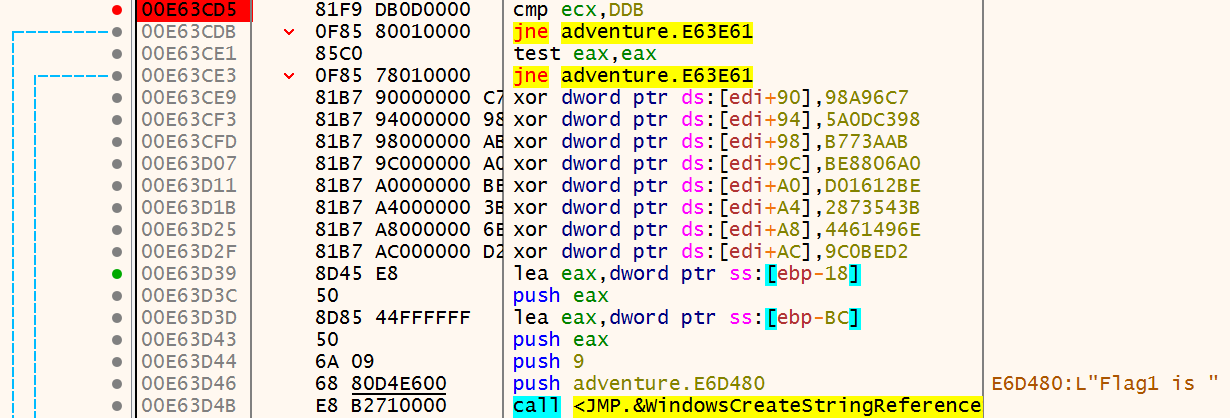 00E63CD5 81F9 DB0D0000 cmp ecx,DDB
00E63CDB 0F85 80010000 jne adventure.E63E61
00E63CE1 85C0 test eax,eax
00E63CE3 0F85 78010000 jne adventure.E63E61
00E63CE9 81B7 90000000 C7 xor dword ptr ds:[edi+90],98A96C7
00E63CF3 81B7 94000000 98 xor dword ptr ds:[edi+94],5A0DC398
00E63CFD 81B7 98000000 AB xor dword ptr ds:[edi+98],B773AAB
00E63D07 81B7 9C000000 A0 xor dword ptr ds:[edi+9C],BE8806A0
00E63D11 81B7 A0000000 BE xor dword ptr ds:[edi+A0],D01612BE
00E63D1B 81B7 A4000000 3B xor dword ptr ds:[edi+A4],2873543B
00E63D25 81B7 A8000000 6E xor dword ptr ds:[edi+A8],4461496E
00E63D2F 81B7 AC000000 D2 xor dword ptr ds:[edi+AC],9C0BED2
00E63D39 8D45 E8 lea eax,dword ptr ss:[ebp-18]
00E63D3C 50 push eax
00E63D3D 8D85 44FFFFFF lea eax,dword ptr ss:[ebp-BC]
00E63D43 50 push eax
00E63D44 6A 09 push 9
00E63D46 68 80D4E600 push adventure.E6D480 E6D480:L"Flag1 is "
00E63D4B E8 B2710000 call <JMP.&WindowsCreateStringReference